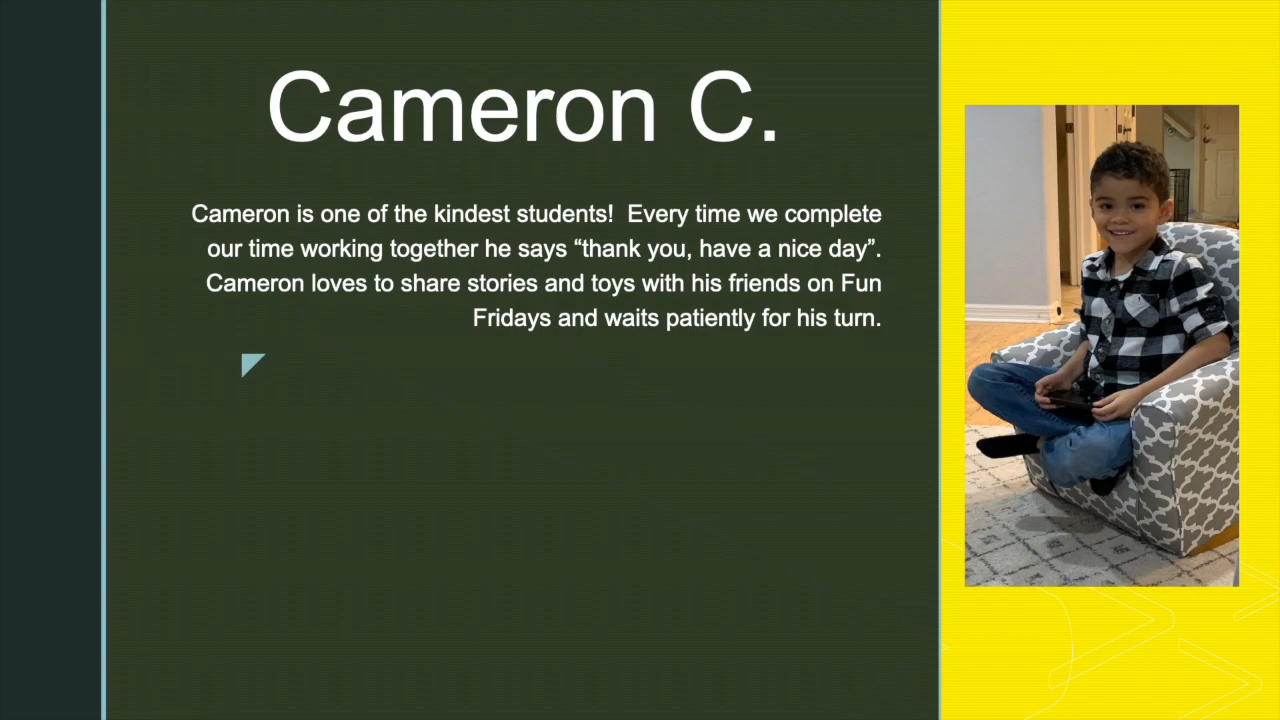 Cameron C.
Cameron is one of the kindest students!  Every time we complete
our time working together he says “thank you, have a nice day”.
Cameron loves to share stories and toys with his friends on Fun
Fridays and waits patiently for his turn.